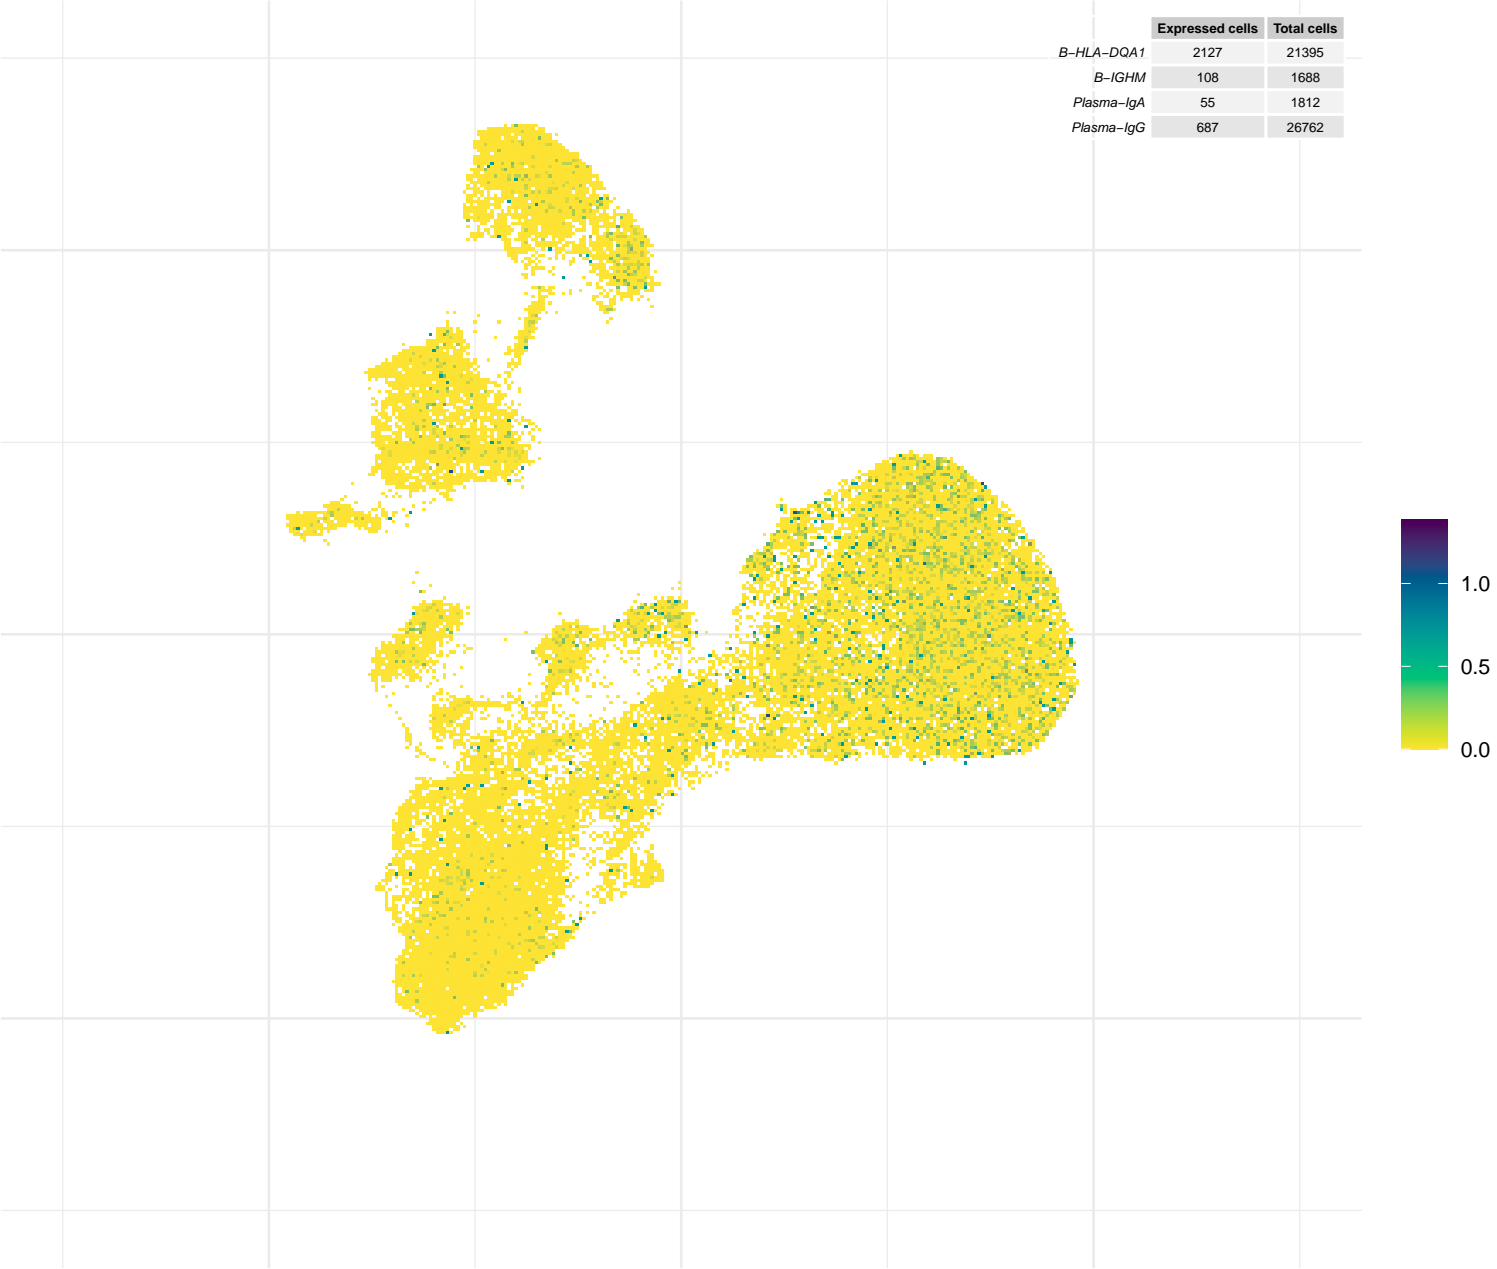 Expressed cells Total cells
B−HLA−DQA1 2127 21395
B−IGHM 108 1688
Plasma−IgA 55 1812
Plasma−IgG 687 26762
1.0
0.5
0.0